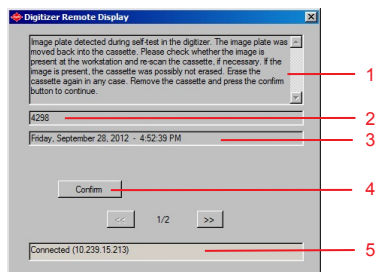 Digitizer Remote Display
Image plate detected during self-test in the digitizer. The image plate was
moved back into the cassette. Please check whether the image is
present at the workstation and re-scan the cassette, if necessary. If the
image is present, the cassette was possibly not erased. Erase the
cassette again in any case. Remove the cassette and press the confirm
button to continue.
1
4298
2
Friday, September 28, 2012 - 4:52:39 PM
3
Confirm
4
<< 1/2 >>
Connected (10.239.15.213)
5